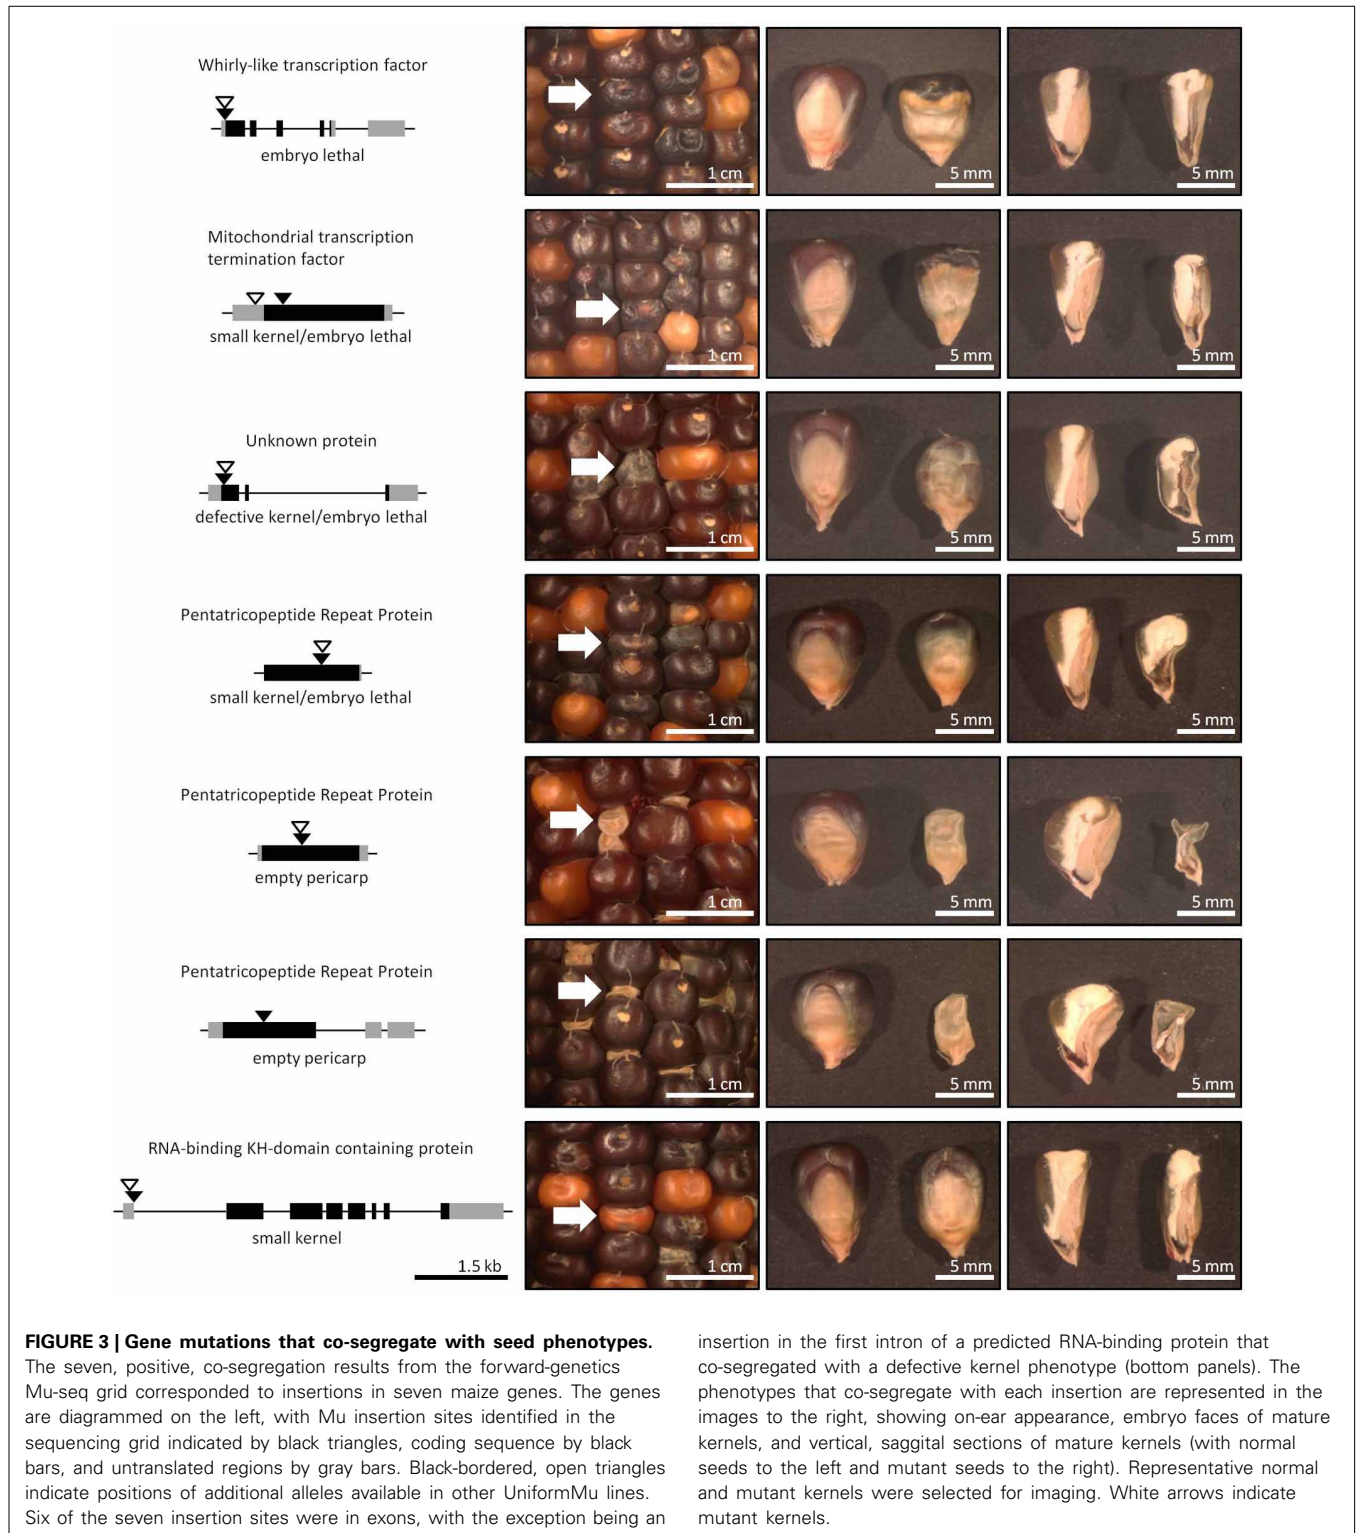 Whirly-like transcription factor
embryo lethal
1 cm
5 mm
5 mm
Mitochondrial transcription
termination factor
small kernel/embryo lethal
1 cm
5 mm
5 mm
Unknown protein
defective kernel/embryo lethal
1 cm
5 mm
5 mm
Pentatricopeptide Repeat Protein
small kernel/embryo lethal
1 cm
5 mm
5 mm
Pentatricopeptide Repeat Protein
empty pericarp
1 cm
5 mm
5 mm
Pentatricopeptide Repeat Protein
empty pericarp
1 cm
5 mm
5 mm
RNA-binding KH-domain containing protein
small kernel
1.5 kb
1 cm
5 mm
5 mm
FIGURE 3 | Gene mutations that co-segregate with seed phenotypes.
The seven, positive, co-segregation results from the forward-genetics
Mu-seq grid corresponded to insertions in seven maize genes. The genes
are diagrammed on the left, with Mu insertion sites identified in the
sequencing grid indicated by black triangles, coding sequence by black
bars, and untranslated regions by gray bars. Black-bordered, open triangles
indicate positions of additional alleles available in other UniformMu lines.
Six of the seven insertion sites were in exons, with the exception being an
insertion in the first intron of a predicted RNA-binding protein that
co-segregated with a defective kernel phenotype (bottom panels). The
phenotypes that co-segregate with each insertion are represented in the
images to the right, showing on-ear appearance, embryo faces of mature
kernels, and vertical, saggital sections of mature kernels (with normal
seeds to the left and mutant seeds to the right). Representative normal
and mutant kernels were selected for imaging. White arrows indicate
mutant kernels.